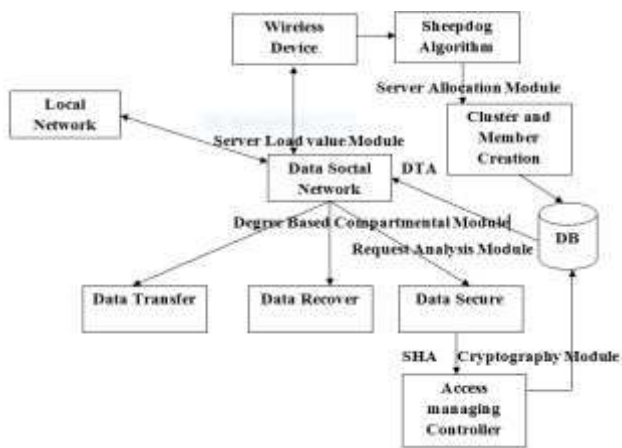 Wireless
Device
Sheepdog
Algorithm
Server Allocation Module
Local
Network
Cluster and
Member
Creation
Server Load value Module
Data Social
Network
DTA
DB
Degree Based Compartmental Module
Request Analysis Module
Data Transfer
Data Recover
Data Secure
SHA
Cryptography Module
Access
managing
Controller